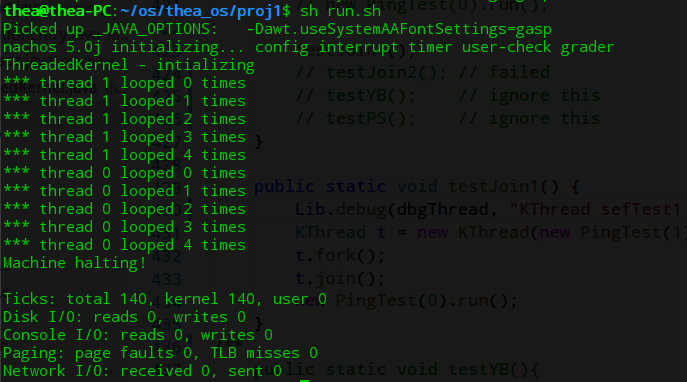 thea@thea-PC:~/os/thea_os/proj1$ sh run.sh
Picked up _JAVA_OPTIONS:   -Dawt.useSystemAAFontSettings=gasp
nachos 5.0j initializing... config interrupt timer user-check grader
ThreadedKernel - intializing
*** thread 1 looped 0 times
*** thread 1 looped 1 times
*** thread 1 looped 2 times
*** thread 1 looped 3 times
*** thread 1 looped 4 times
*** thread 0 looped 0 times
*** thread 0 looped 1 times
*** thread 0 looped 2 times
*** thread 0 looped 3 times
*** thread 0 looped 4 times
Machine halting!
Ticks: total 140, kernel 140, user 0
Disk I/O: reads 0, writes 0
Console I/O: reads 0, writes 0
Paging: page faults 0, TLB misses 0
Network I/O: received 0, sent 0
// new PingTest(0).run();
// testJoin2(); // failed
// testYB();    // ignore this
// testPS();    // ignore this
}
public static void testJoin1() {
Lib.debug(dbgThread, "KThread sefTest1
KThread t = new KThread(new PingTest(1)
432 t.fork();
433 t.join();
new PingTest(0).run();
}
public static void testYB(){